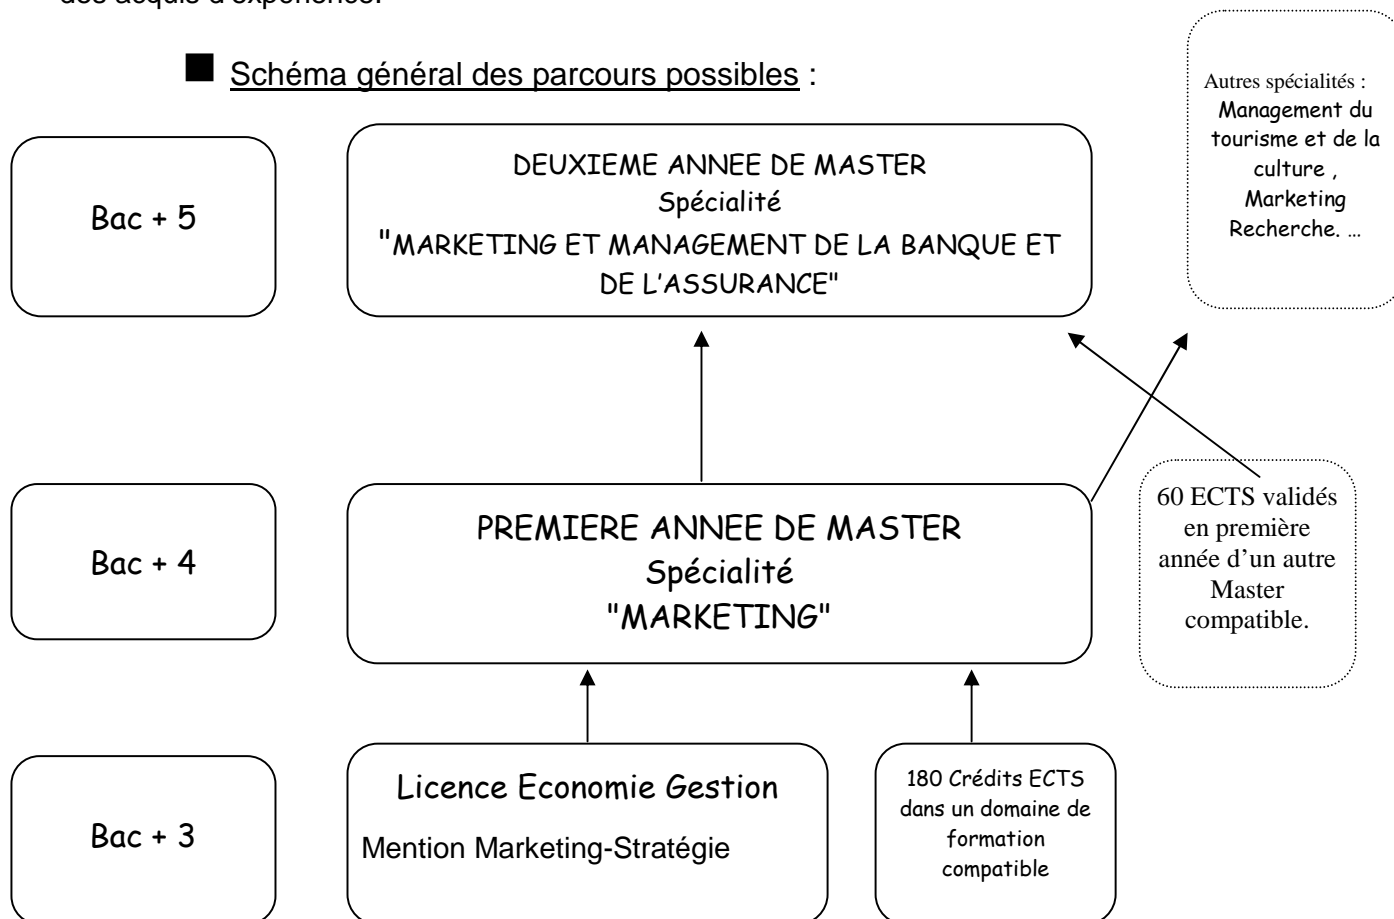 des acquis d'expérience.
■ Schéma général des parcours possibles :
Autres spécialités :
Management du
tourisme et de la
culture ,
Marketing
Recherche. …
Bac + 5
DEUXIEME ANNEE DE MASTER
Spécialité
"MARKETING ET MANAGEMENT DE LA BANQUE ET
DE L'ASSURANCE"
Bac + 4
PREMIERE ANNEE DE MASTER
Spécialité
"MARKETING"
60 ECTS validés
en première
année d'un autre
Master
compatible.
Bac + 3
Licence Economie Gestion
Mention Marketing-Stratégie
180 Crédits ECTS
dans un domaine de
formation
compatible